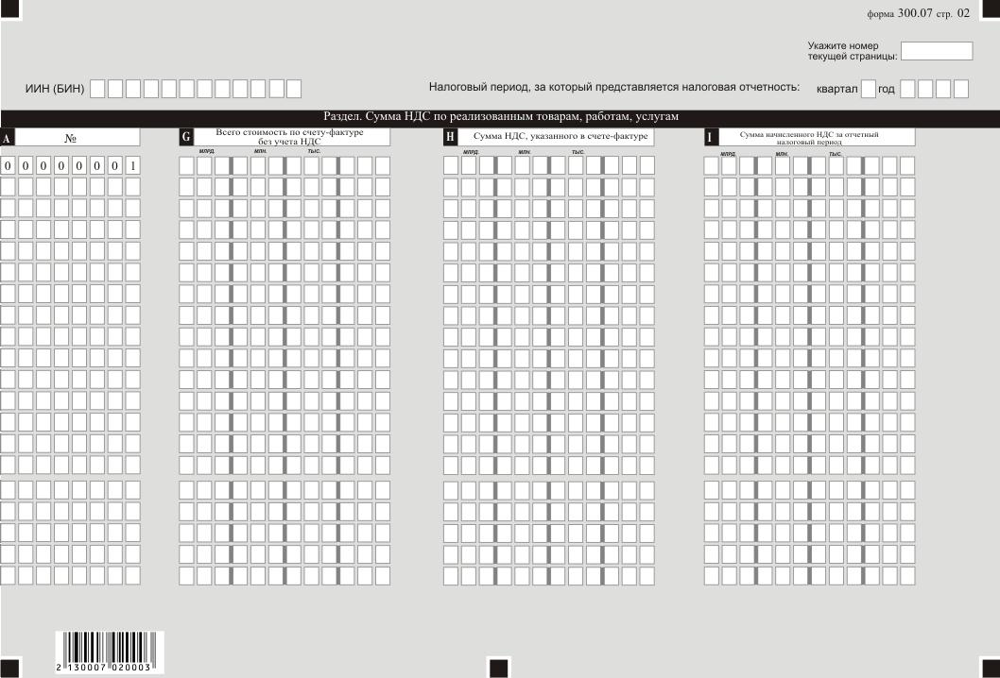 форма 300.07 стр. 02
Укажите номер
текущей страницы:
ИИН (БИН)
Налоговый период, за который представляется налоговая отчетность: квартал год
Раздел. Сумма НДС по реализованным товарам, работам, услугам
A №
G Всего стоимость по счету-фактуре
без учета НДС
H Сумма НДС, указанного в счете-фактуре
I Сумма начисленного НДС за отчетный
налоговый период
МЛРД. МЛН. ТЫС. МЛРД. МЛН. ТЫС. МЛРД. МЛН. ТЫС.
0 0 0 0 0 0 0 1
2 130007 020003